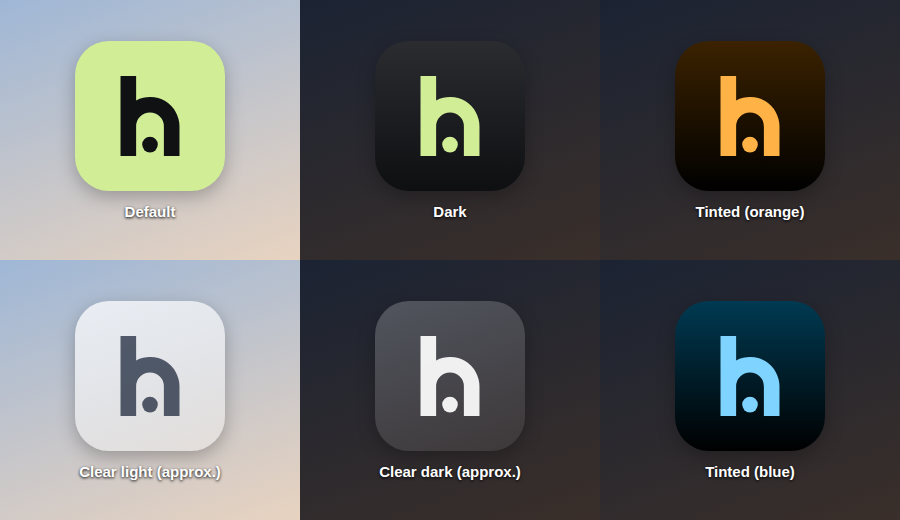 h
h
h
Default
Dark
Tinted (orange)
h
h
h
Clear light (approx.)
Clear dark (approx.)
Tinted (blue)